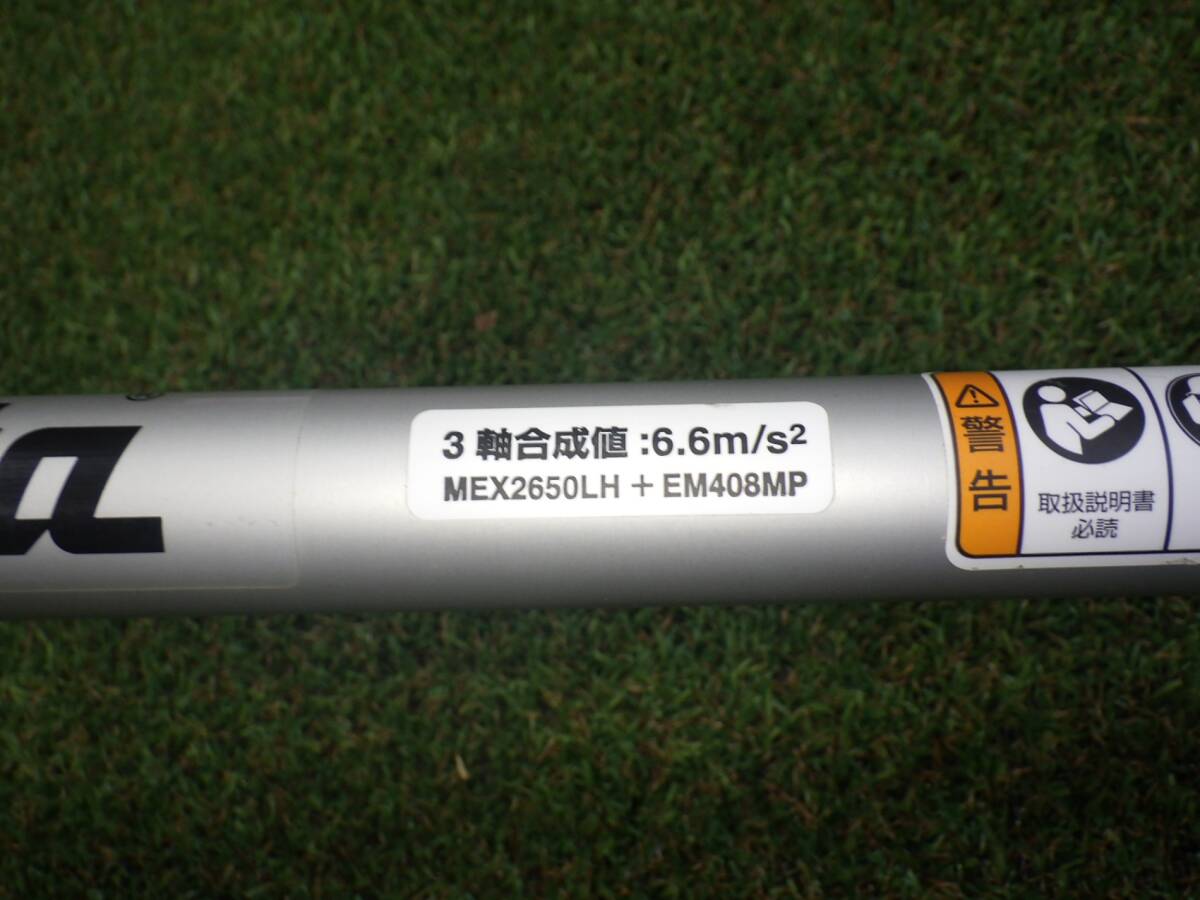 3 軸合成値 :6.6m/s²
MEX2650LH + EM408MP
警告
取扱説明書
必読